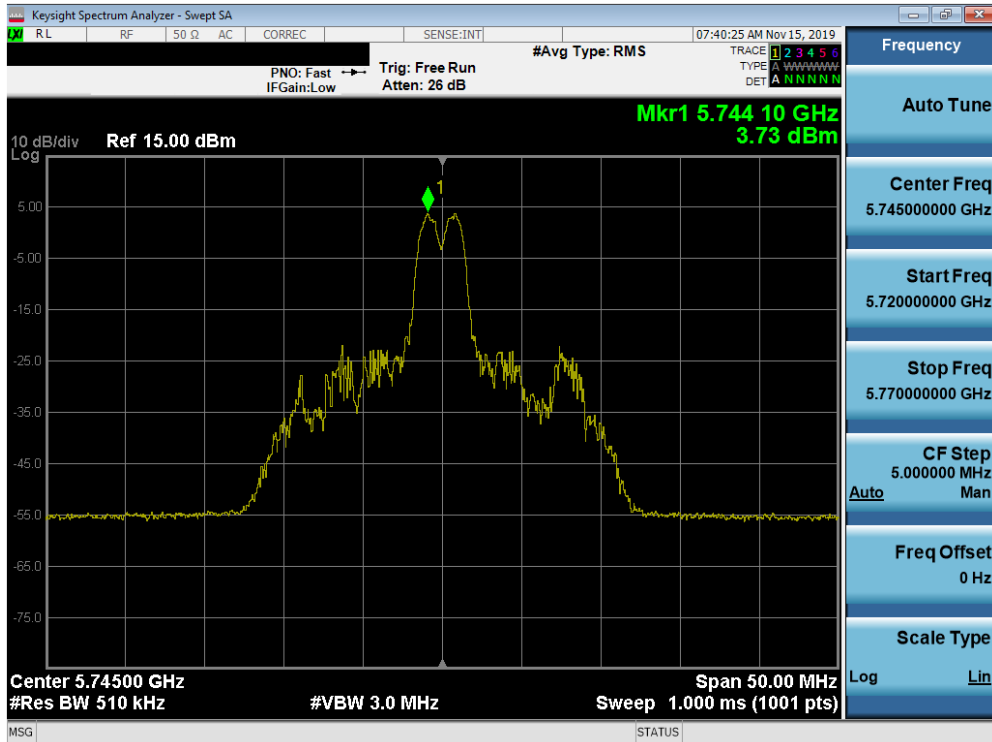 Keysight Spectrum Analyzer - Swept SA
LXI RL RF 50 Ω AC CORREC SENSE:INT 07:40:25 AM Nov 15, 2019
PNO: Fast
IFGain:Low
Trig: Free Run
Atten: 26 dB
#Avg Type: RMS
TRACE 1 2 3 4 5 6
TYPE A WWWWW
DET A N N N N N
Mkr1 5.744 10 GHz
3.73 dBm
10 dB/div Ref 15.00 dBm
Log
1
5.00
-5.00
-15.0
-25.0
-35.0
-45.0
-55.0
-65.0
-75.0
Center 5.74500 GHz Span 50.00 MHz
#Res BW 510 kHz #VBW 3.0 MHz Sweep 1.000 ms (1001 pts)
MSG STATUS
Frequency
Auto Tune
Center Freq
5.745000000 GHz
Start Freq
5.720000000 GHz
Stop Freq
5.770000000 GHz
CF Step
5.000000 MHz
Auto Man
Freq Offset
0 Hz
Scale Type
Log Lin